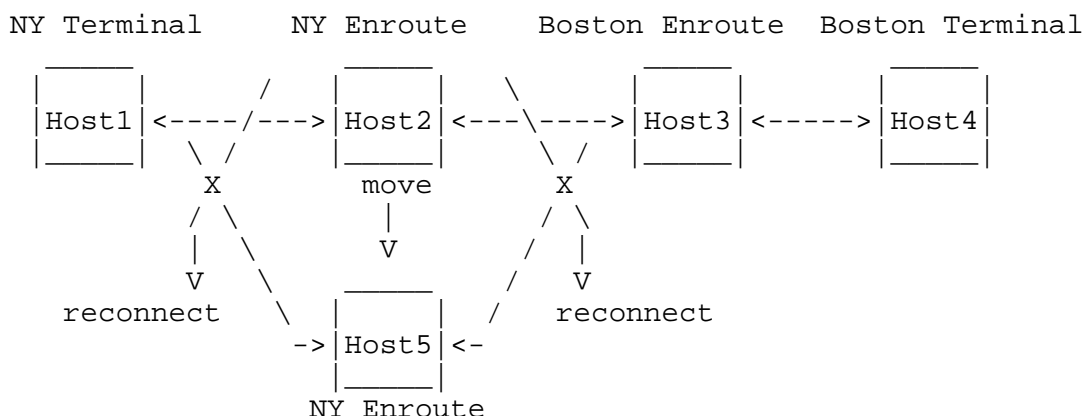 NY Terminal NY Enroute Boston Enroute Boston Terminal
Host1 Host2 Host3 Host4
X move X
V
V V
reconnect reconnect
Host5
NY Enroute